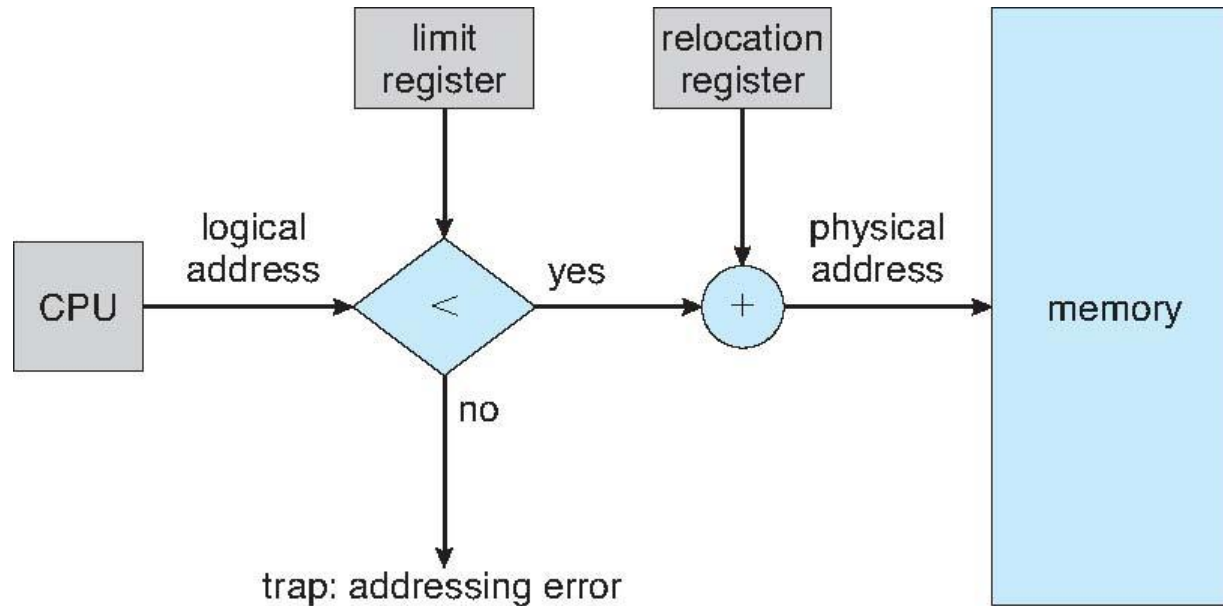 limit
register
relocation
register
logical
address
physical
address
CPU
<
yes
+
memory
no
trap: addressing error